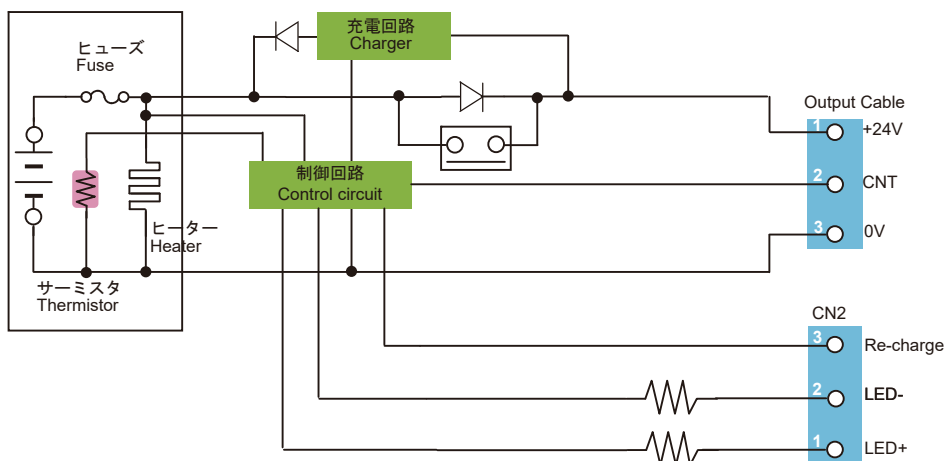 充電回路
Charger
ヒューズ
Fuse
Output Cable
1 +24V
制御回路
Control circuit
2 CNT
ヒーター
Heater
3 0V
サーミスタ
Thermistor
CN2
3 Re-charge
2 LED-
1 LED+